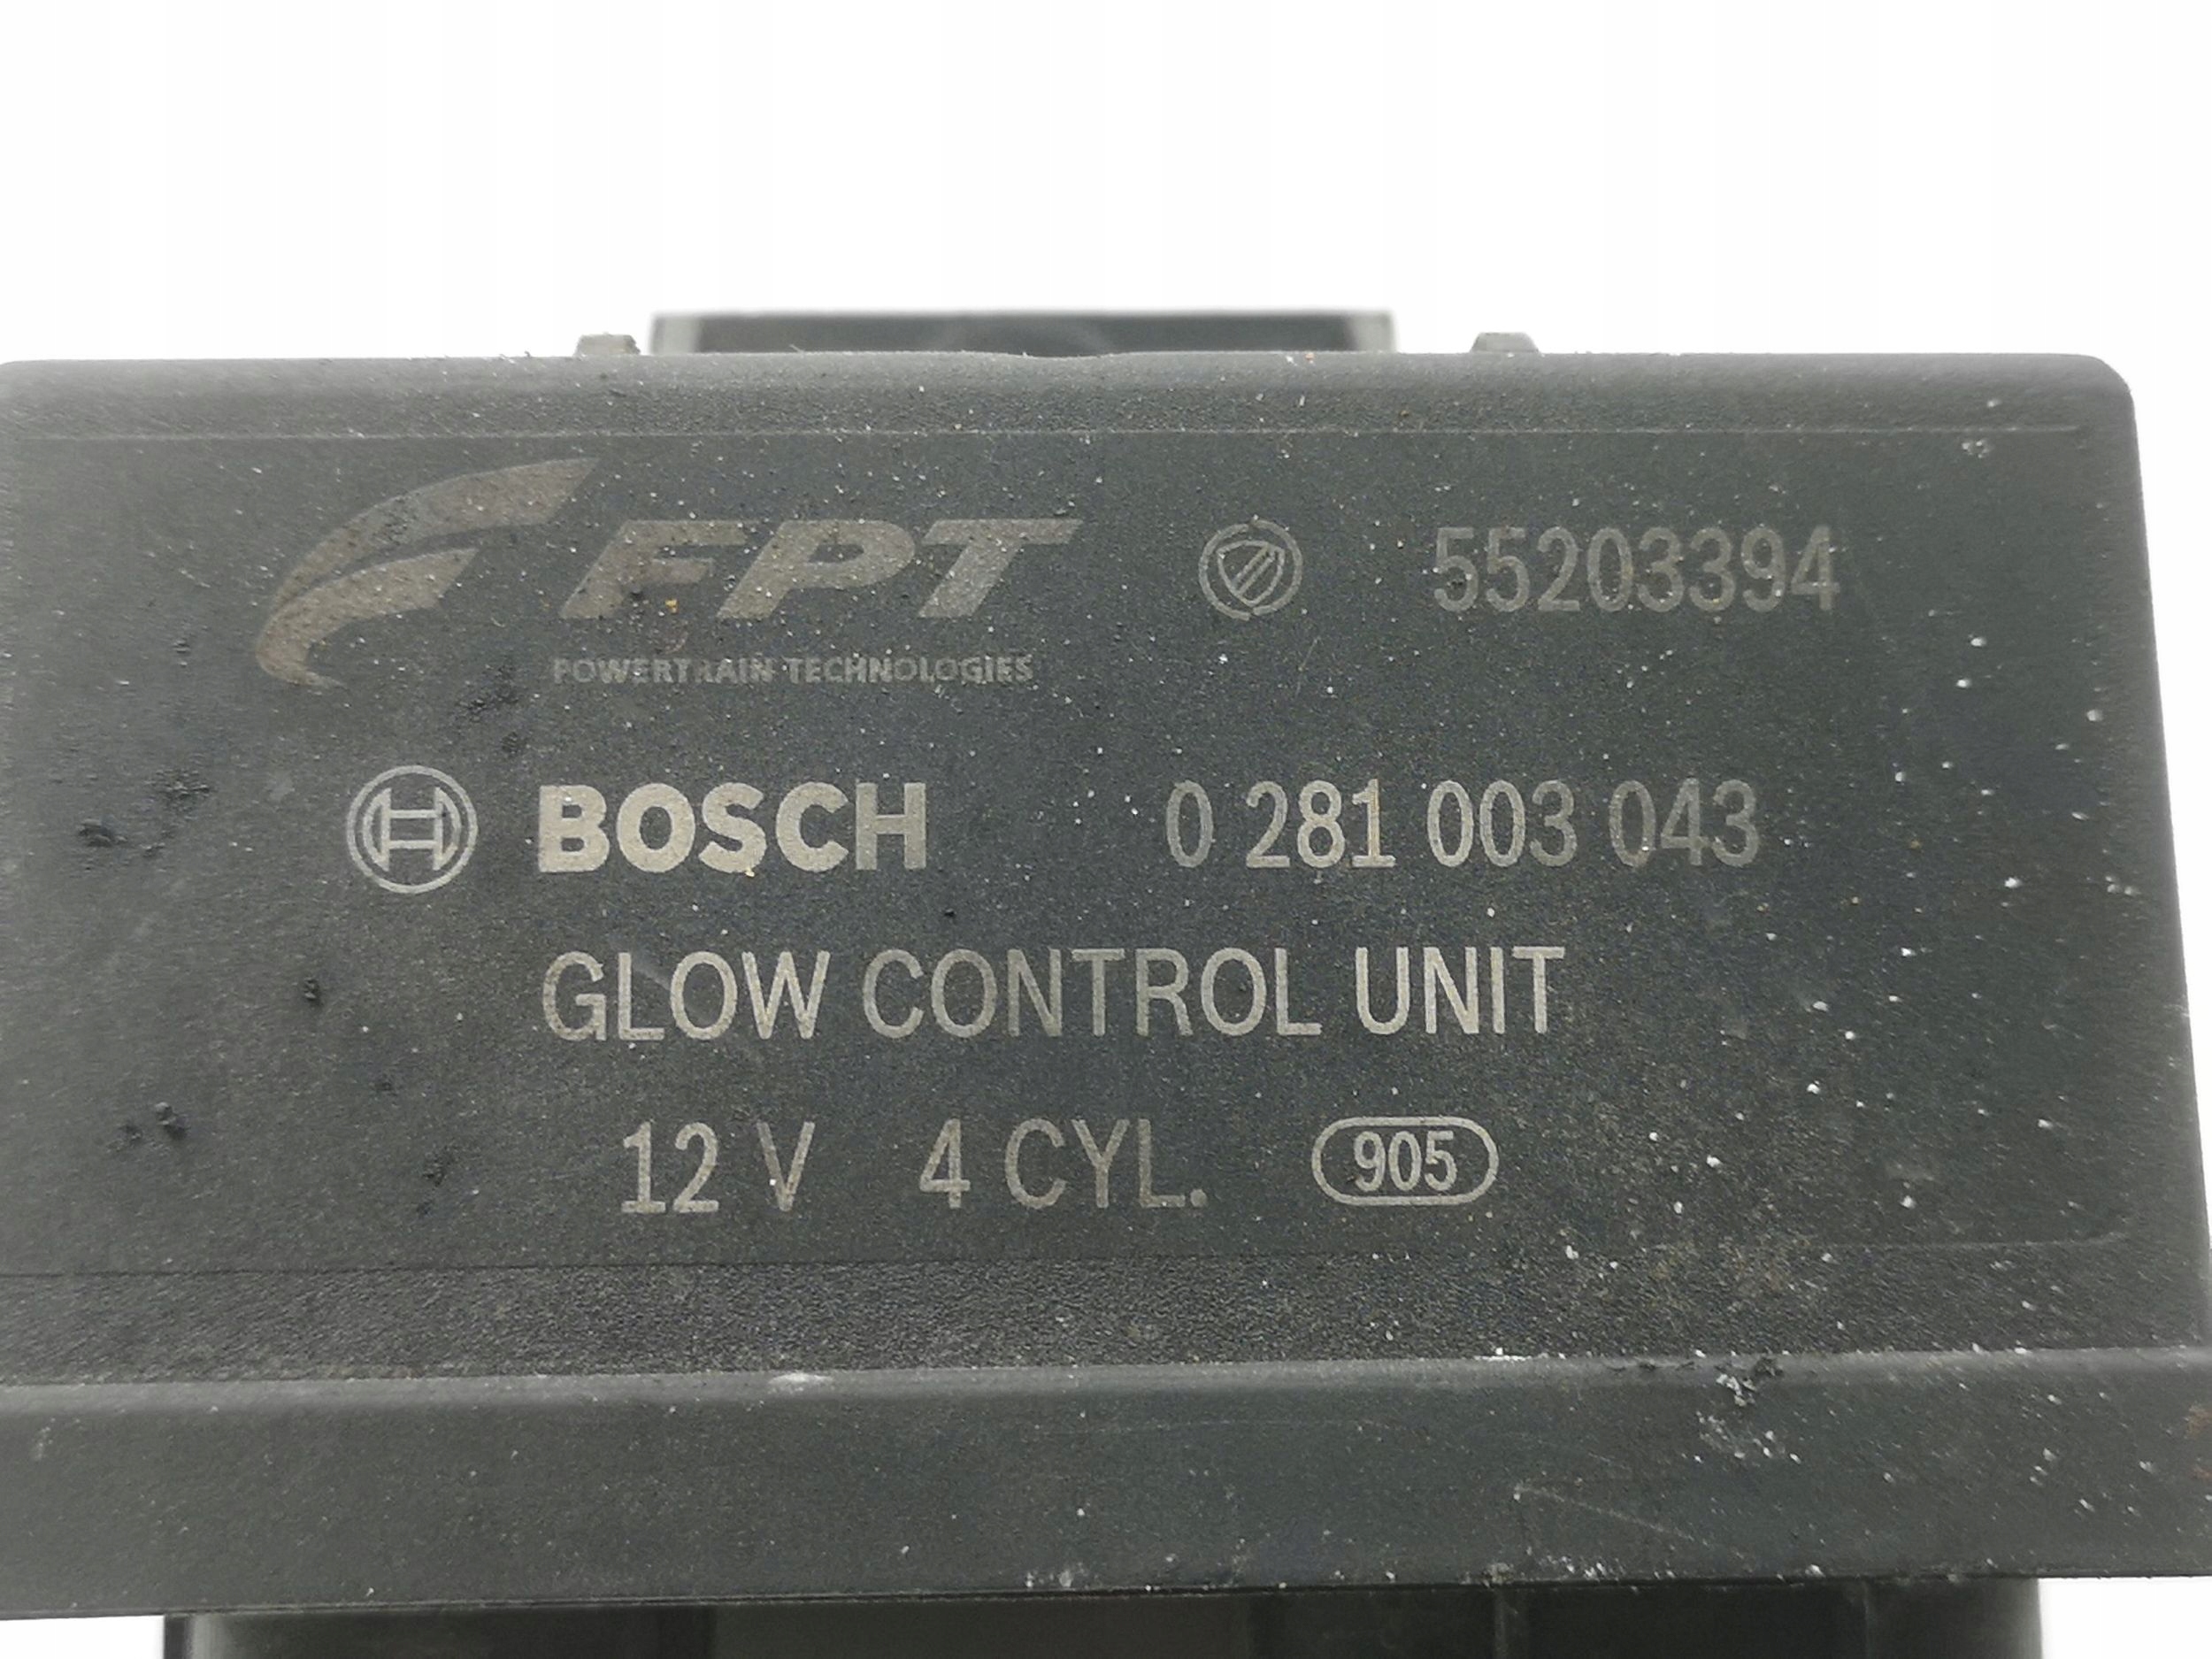 FPT 55203394
POWERTRAIN TECHNOLOGIES
BOSCH 0 281 003 043
GLOW CONTROL UNIT
12 V 4 CYL. 905